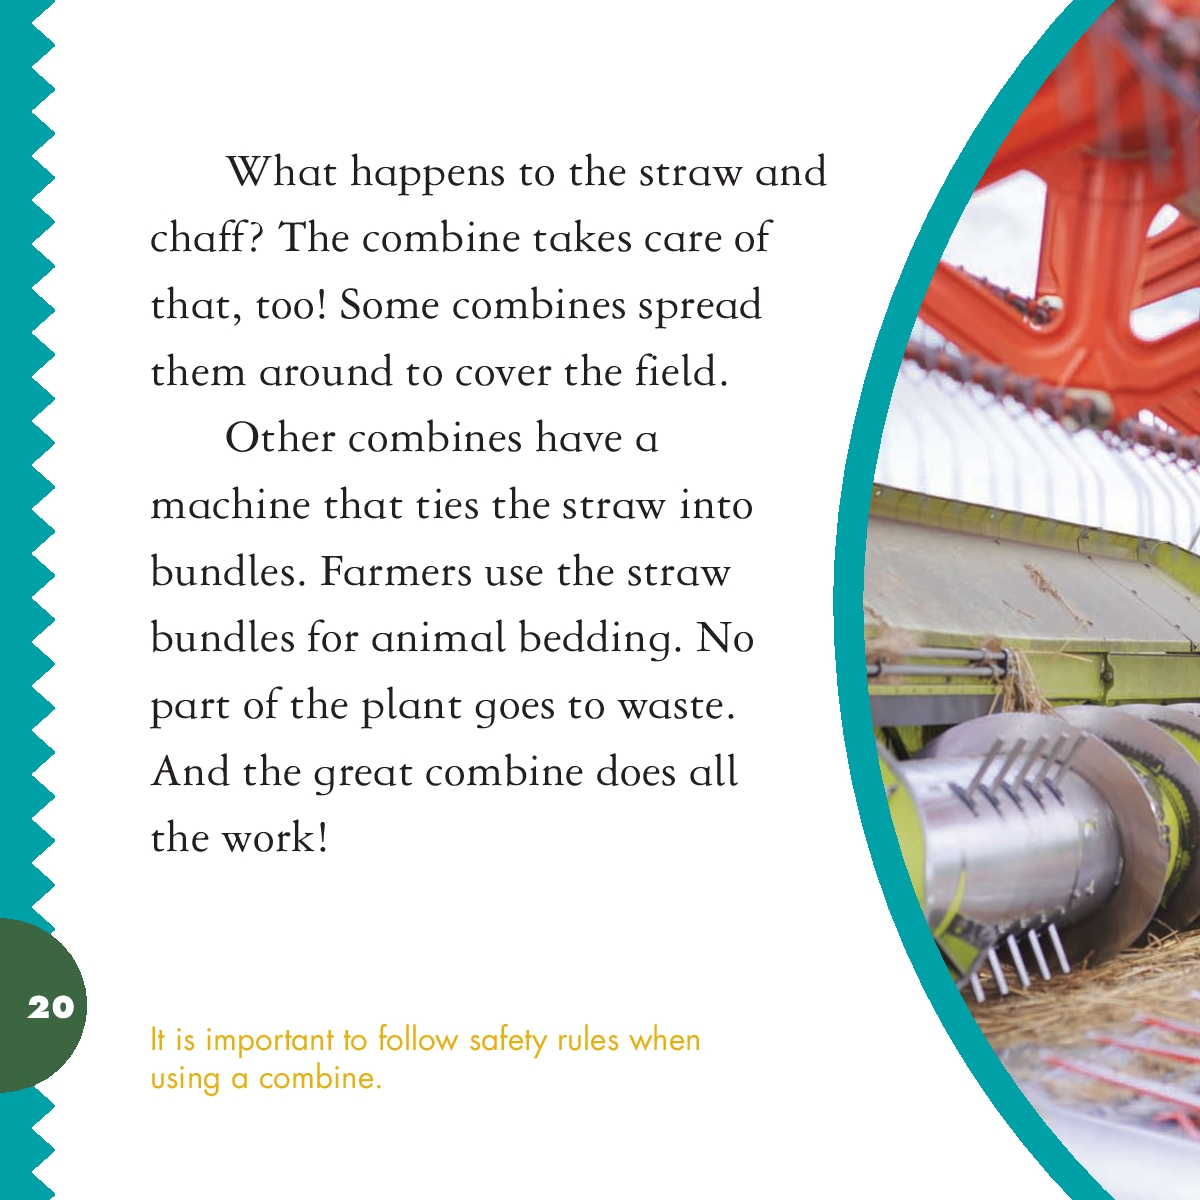 What happens to the straw and
chaff? The combine takes care of
that, too! Some combines spread
them around to cover the field.
Other combines have a
machine that ties the straw into
bundles. Farmers use the straw
bundles for animal bedding. No
part of the plant goes to waste.
And the great combine does all
the work!
20
It is important to follow safety rules when
using a combine.